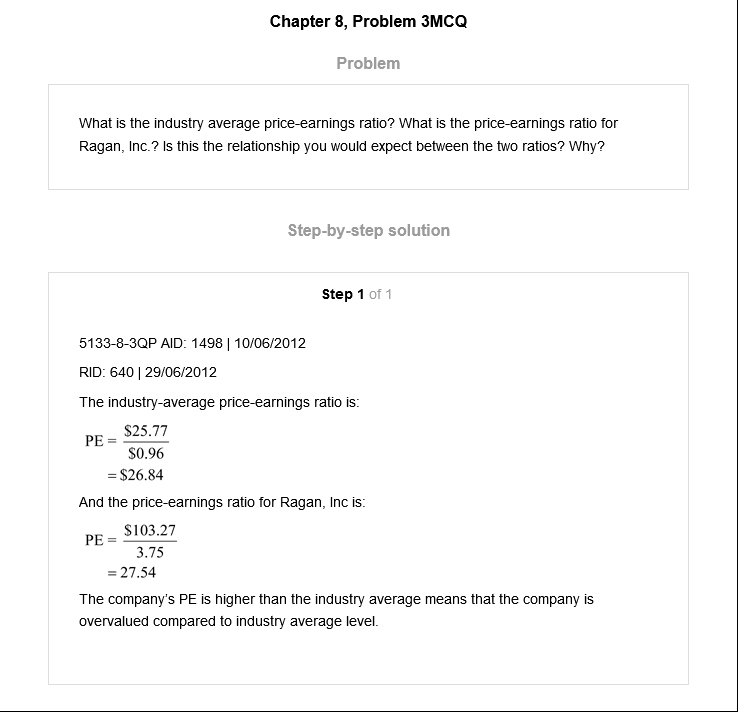 Chapter 8, Problem 3MCQ
Problem
What is the industry average price-earnings ratio? What is the price-earnings ratio for
Ragan, Inc.? Is this the relationship you would expect between the two ratios? Why?
Step-by-step solution
Step 1 of 1
5133-8-3QP AID: 1498 | 10/06/2012
RID: 640 | 29/06/2012
The industry-average price-earnings ratio is:
PE = $25.77
$0.96
= $26.84
And the price-earnings ratio for Ragan, Inc is:
PE = $103.27
3.75
= 27.54
The company's PE is higher than the industry average means that the company is
overvalued compared to industry average level.